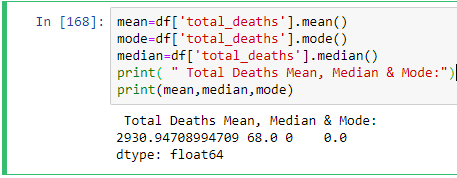 In [168]: mean=df['total_deaths'].mean()
mode=df['total_deaths'].mode()
median=df['total_deaths'].median()
print( " Total Deaths Mean, Median & Mode:")
print(mean,median,mode)
Total Deaths Mean, Median & Mode:
2930.94708994709 68.0 0    0.0
dtype: float64